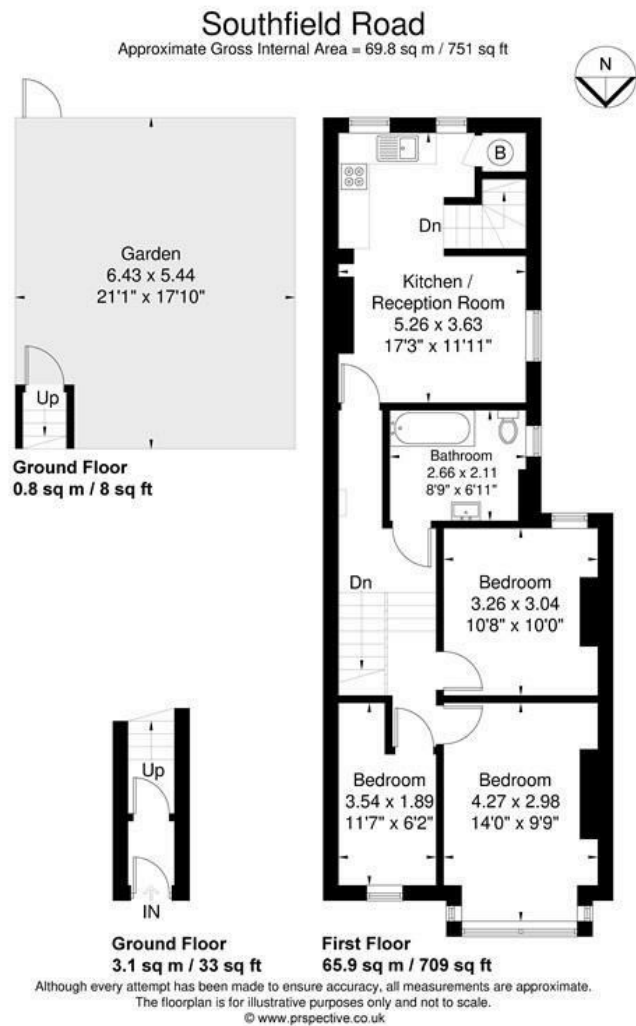 Southfield Road
Approximate Gross Internal Area = 69.8 sq m / 751 sq ft
N
B
Dn
Garden
6.43 x 5.44
21'1" x 17'10"
Kitchen /
Reception Room
5.26 x 3.63
17'3" x 11'11"
Up
Ground Floor
0.8 sq m / 8 sq ft
Bathroom
2.66 x 2.11
8'9" x 6'11"
Dn
Bedroom
3.26 x 3.04
10'8" x 10'0"
Up
Bedroom
3.54 x 1.89
11'7" x 6'2"
Bedroom
4.27 x 2.98
14'0" x 9'9"
IN
Ground Floor
3.1 sq m / 33 sq ft
First Floor
65.9 sq m / 709 sq ft
Although every attempt has been made to ensure accuracy, all measurements are approximate.
The floorplan is for illustrative purposes only and not to scale.
© www.prspective.co.uk